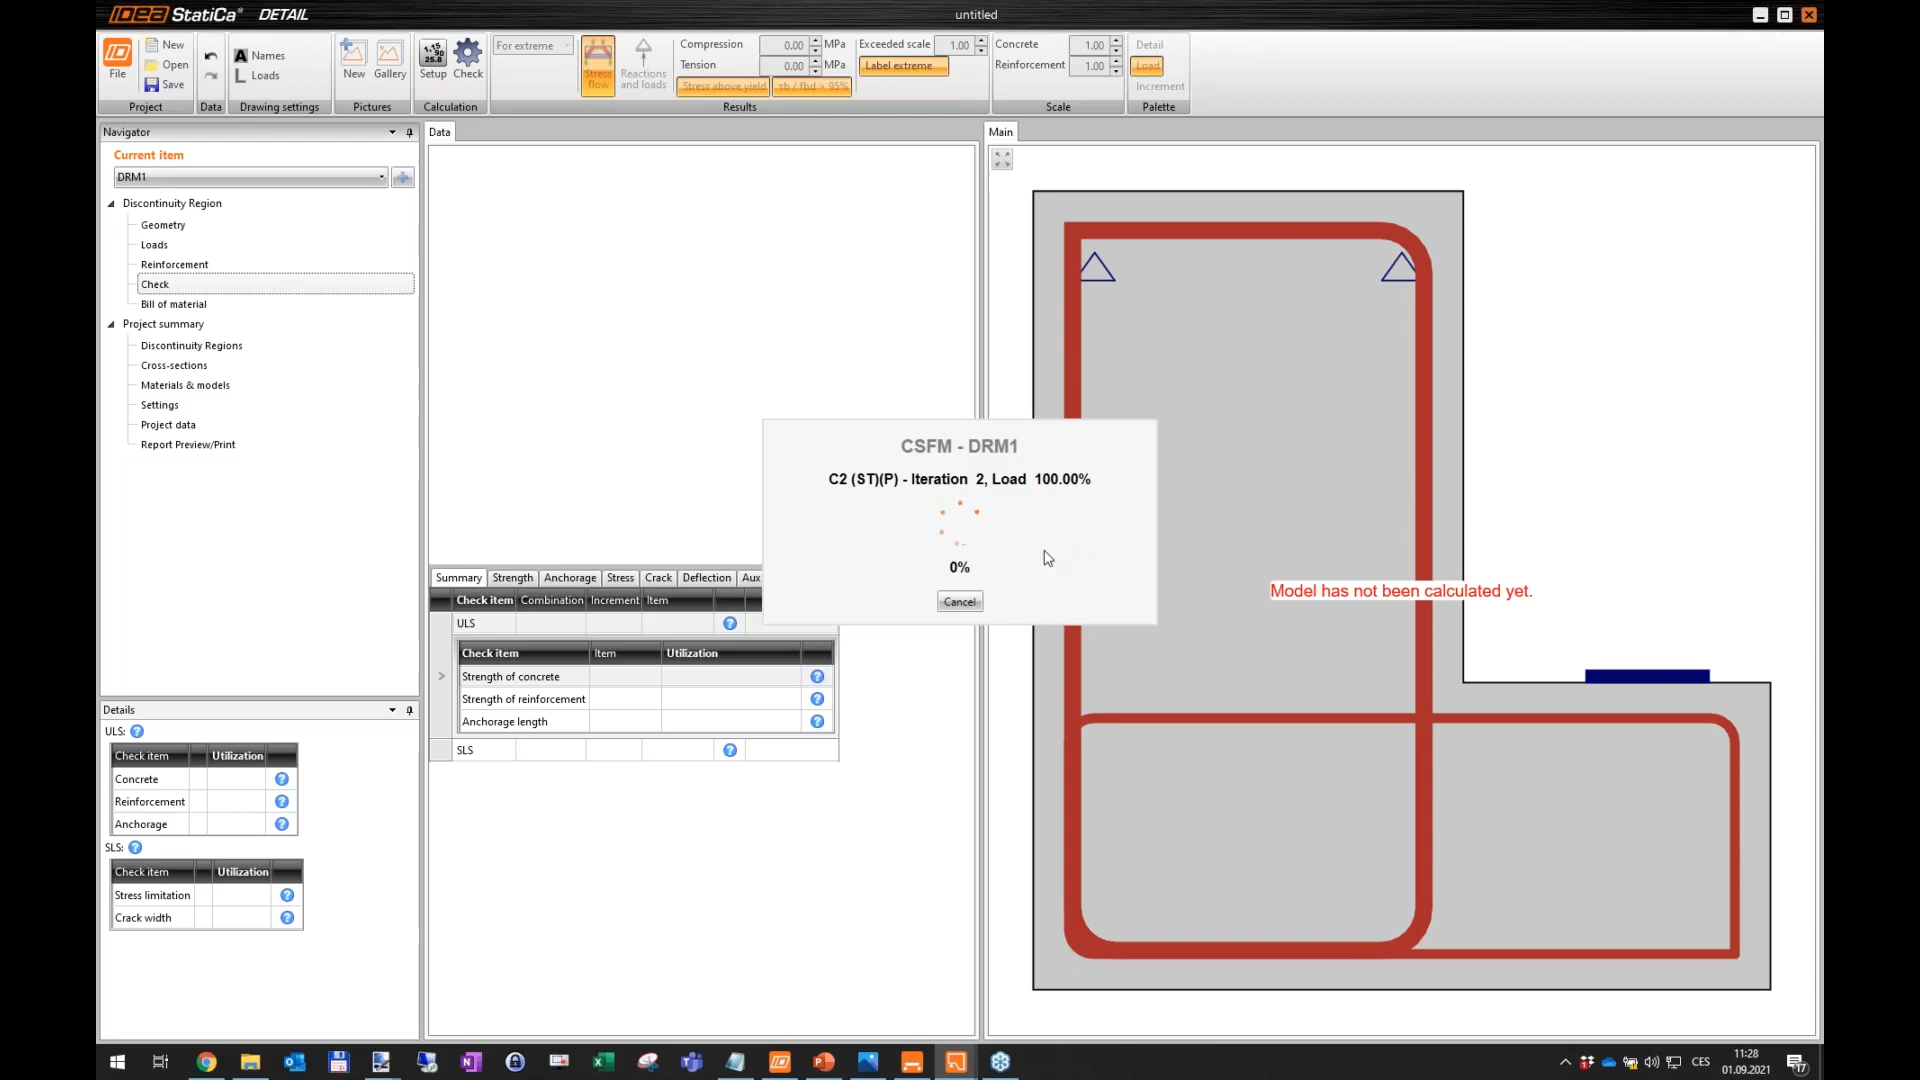 IDEA StatiCa® DETAIL
untitled
File
New
Open
Save
Project
Data
Names
Loads
Drawing settings
New
Gallery
Pictures
Setup
Check
Calculation
For extreme
Stress flow
Reactions and loads
Compression 0.00 MPa
Tension 0.00 MPa
Stress above yield
τb / fbd > 95%
Exceeded scale 1.00
Label extreme
Results
Concrete 1.00
Reinforcement 1.00
Scale
Detail
Load
Increment
Palette
Navigator
Current item
DRM1
Discontinuity Region
Geometry
Loads
Reinforcement
Check
Bill of material
Project summary
Discontinuity Regions
Cross-sections
Materials & models
Settings
Project data
Report Preview/Print
Details
ULS:
Check item Utilization
Concrete
Reinforcement
Anchorage
SLS:
Check item Utilization
Stress limitation
Crack width
Data
Summary Strength Anchorage Stress Crack Deflection Aux
Check item Combination Increment Item
ULS
Check item Item Utilization
Strength of concrete
Strength of reinforcement
Anchorage length
SLS
CSFM - DRM1
C2 (ST)(P) - Iteration 2, Load 100.00%
0%
Cancel
Main
Model has not been calculated yet.
CES
11:28
01.09.2021
17